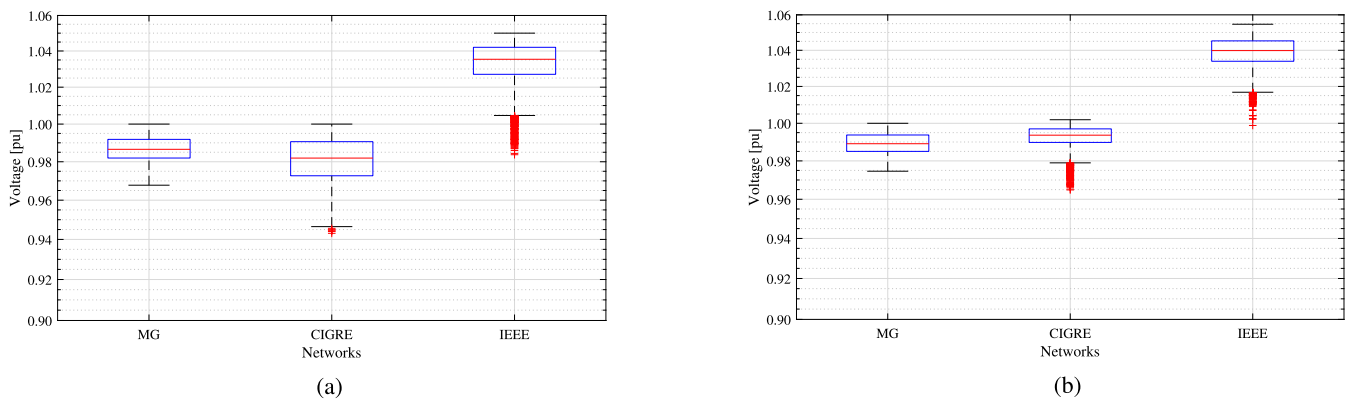 1.06
1.04
1.02
1.00
0.98
0.96
0.94
0.92
0.90
Voltage [pu]
MG CIGRE IEEE
Networks
(a)
1.06
1.04
1.02
1.00
0.98
0.96
0.94
0.92
0.90
Voltage [pu]
MG CIGRE IEEE
Networks
(b)